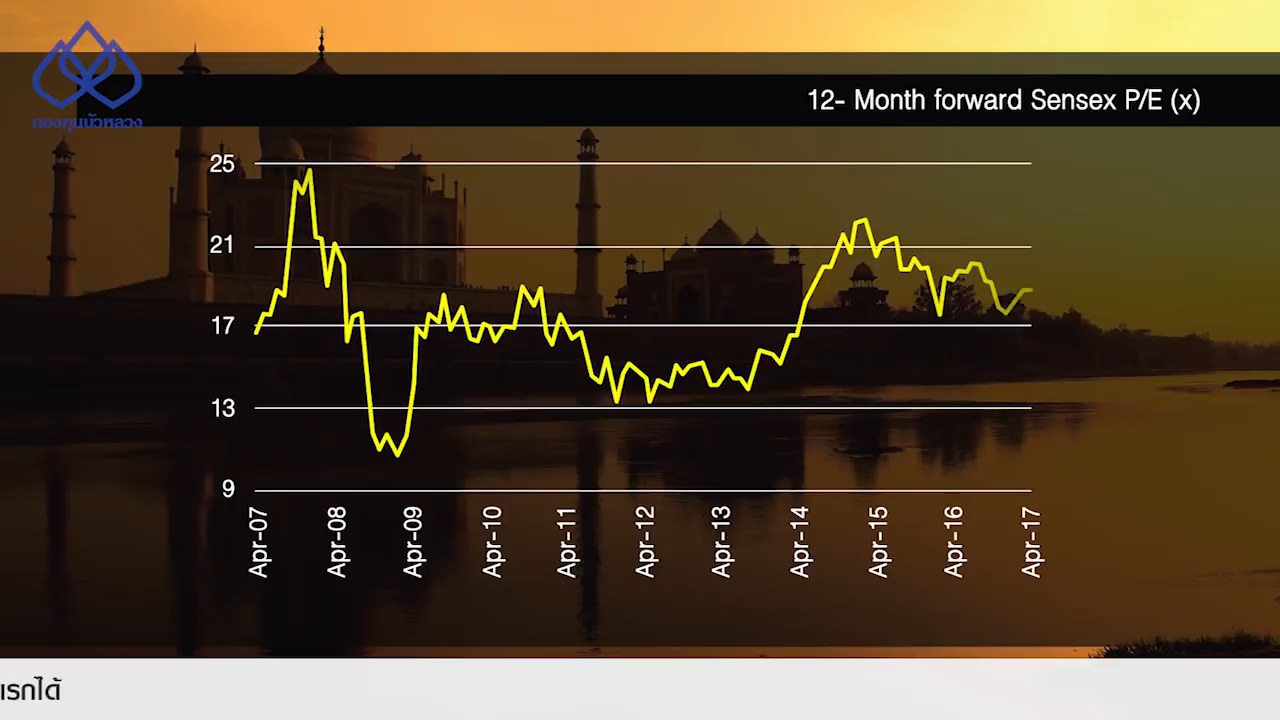 กองทุนบัวหลวง
12- Month forward Sensex P/E (x)
25
21
17
13
9
Apr-07
Apr-08
Apr-09
Apr-10
Apr-11
Apr-12
Apr-13
Apr-14
Apr-15
Apr-16
Apr-17
แรกได้